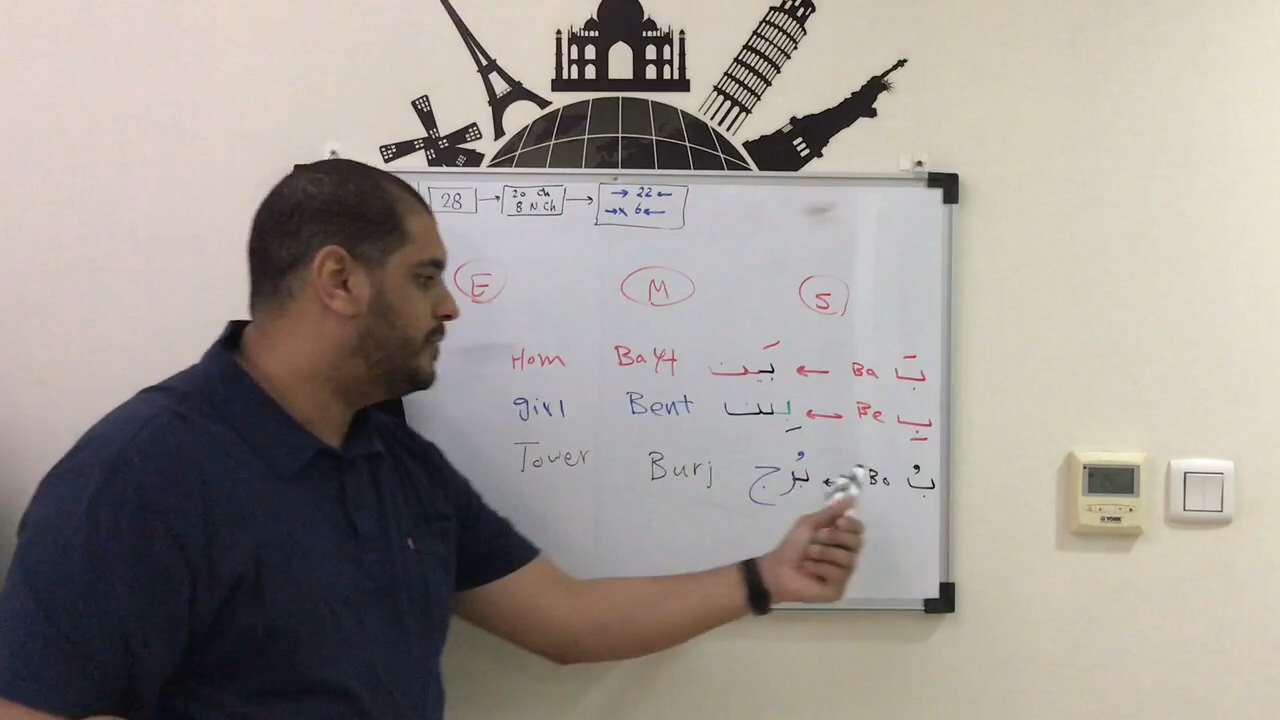 28 → 20 Ch → → 22 ←
8 N.Ch →x 6 ←
E M S
Hom Bayt بَيت ← Ba بَ
girl Bent بِنت ↔ Be بِ
Tower Burj بُرج ← Bo بُ
YORK